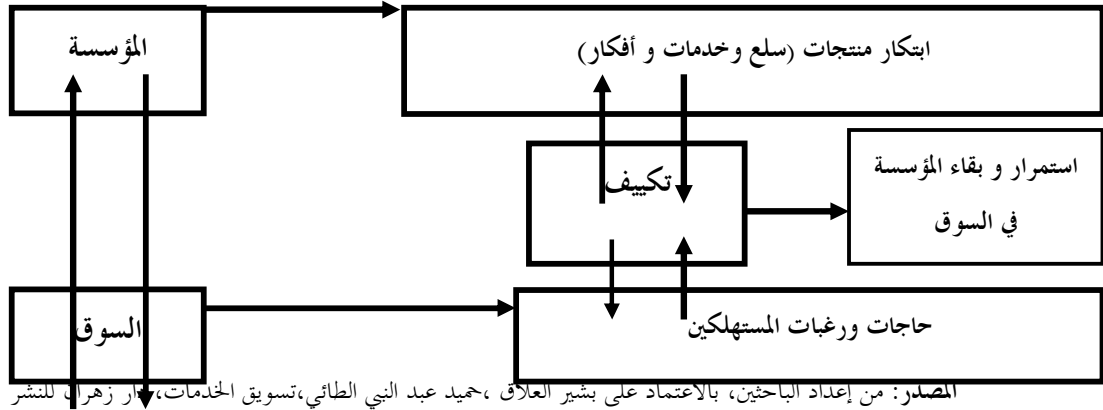 المؤسسة
ابتكار منتجات (سلع وخدمات و أفكار)
تكييف
استمرار و بقاء المؤسسة
في السوق
السوق
حاجات ورغبات المستهلكين
المصدر: من إعداد الباحثين، بالاعتماد على بشير العلاق ،حميد عبد النبي الطائي،تسويق الخدمات،دار زهران للنشر